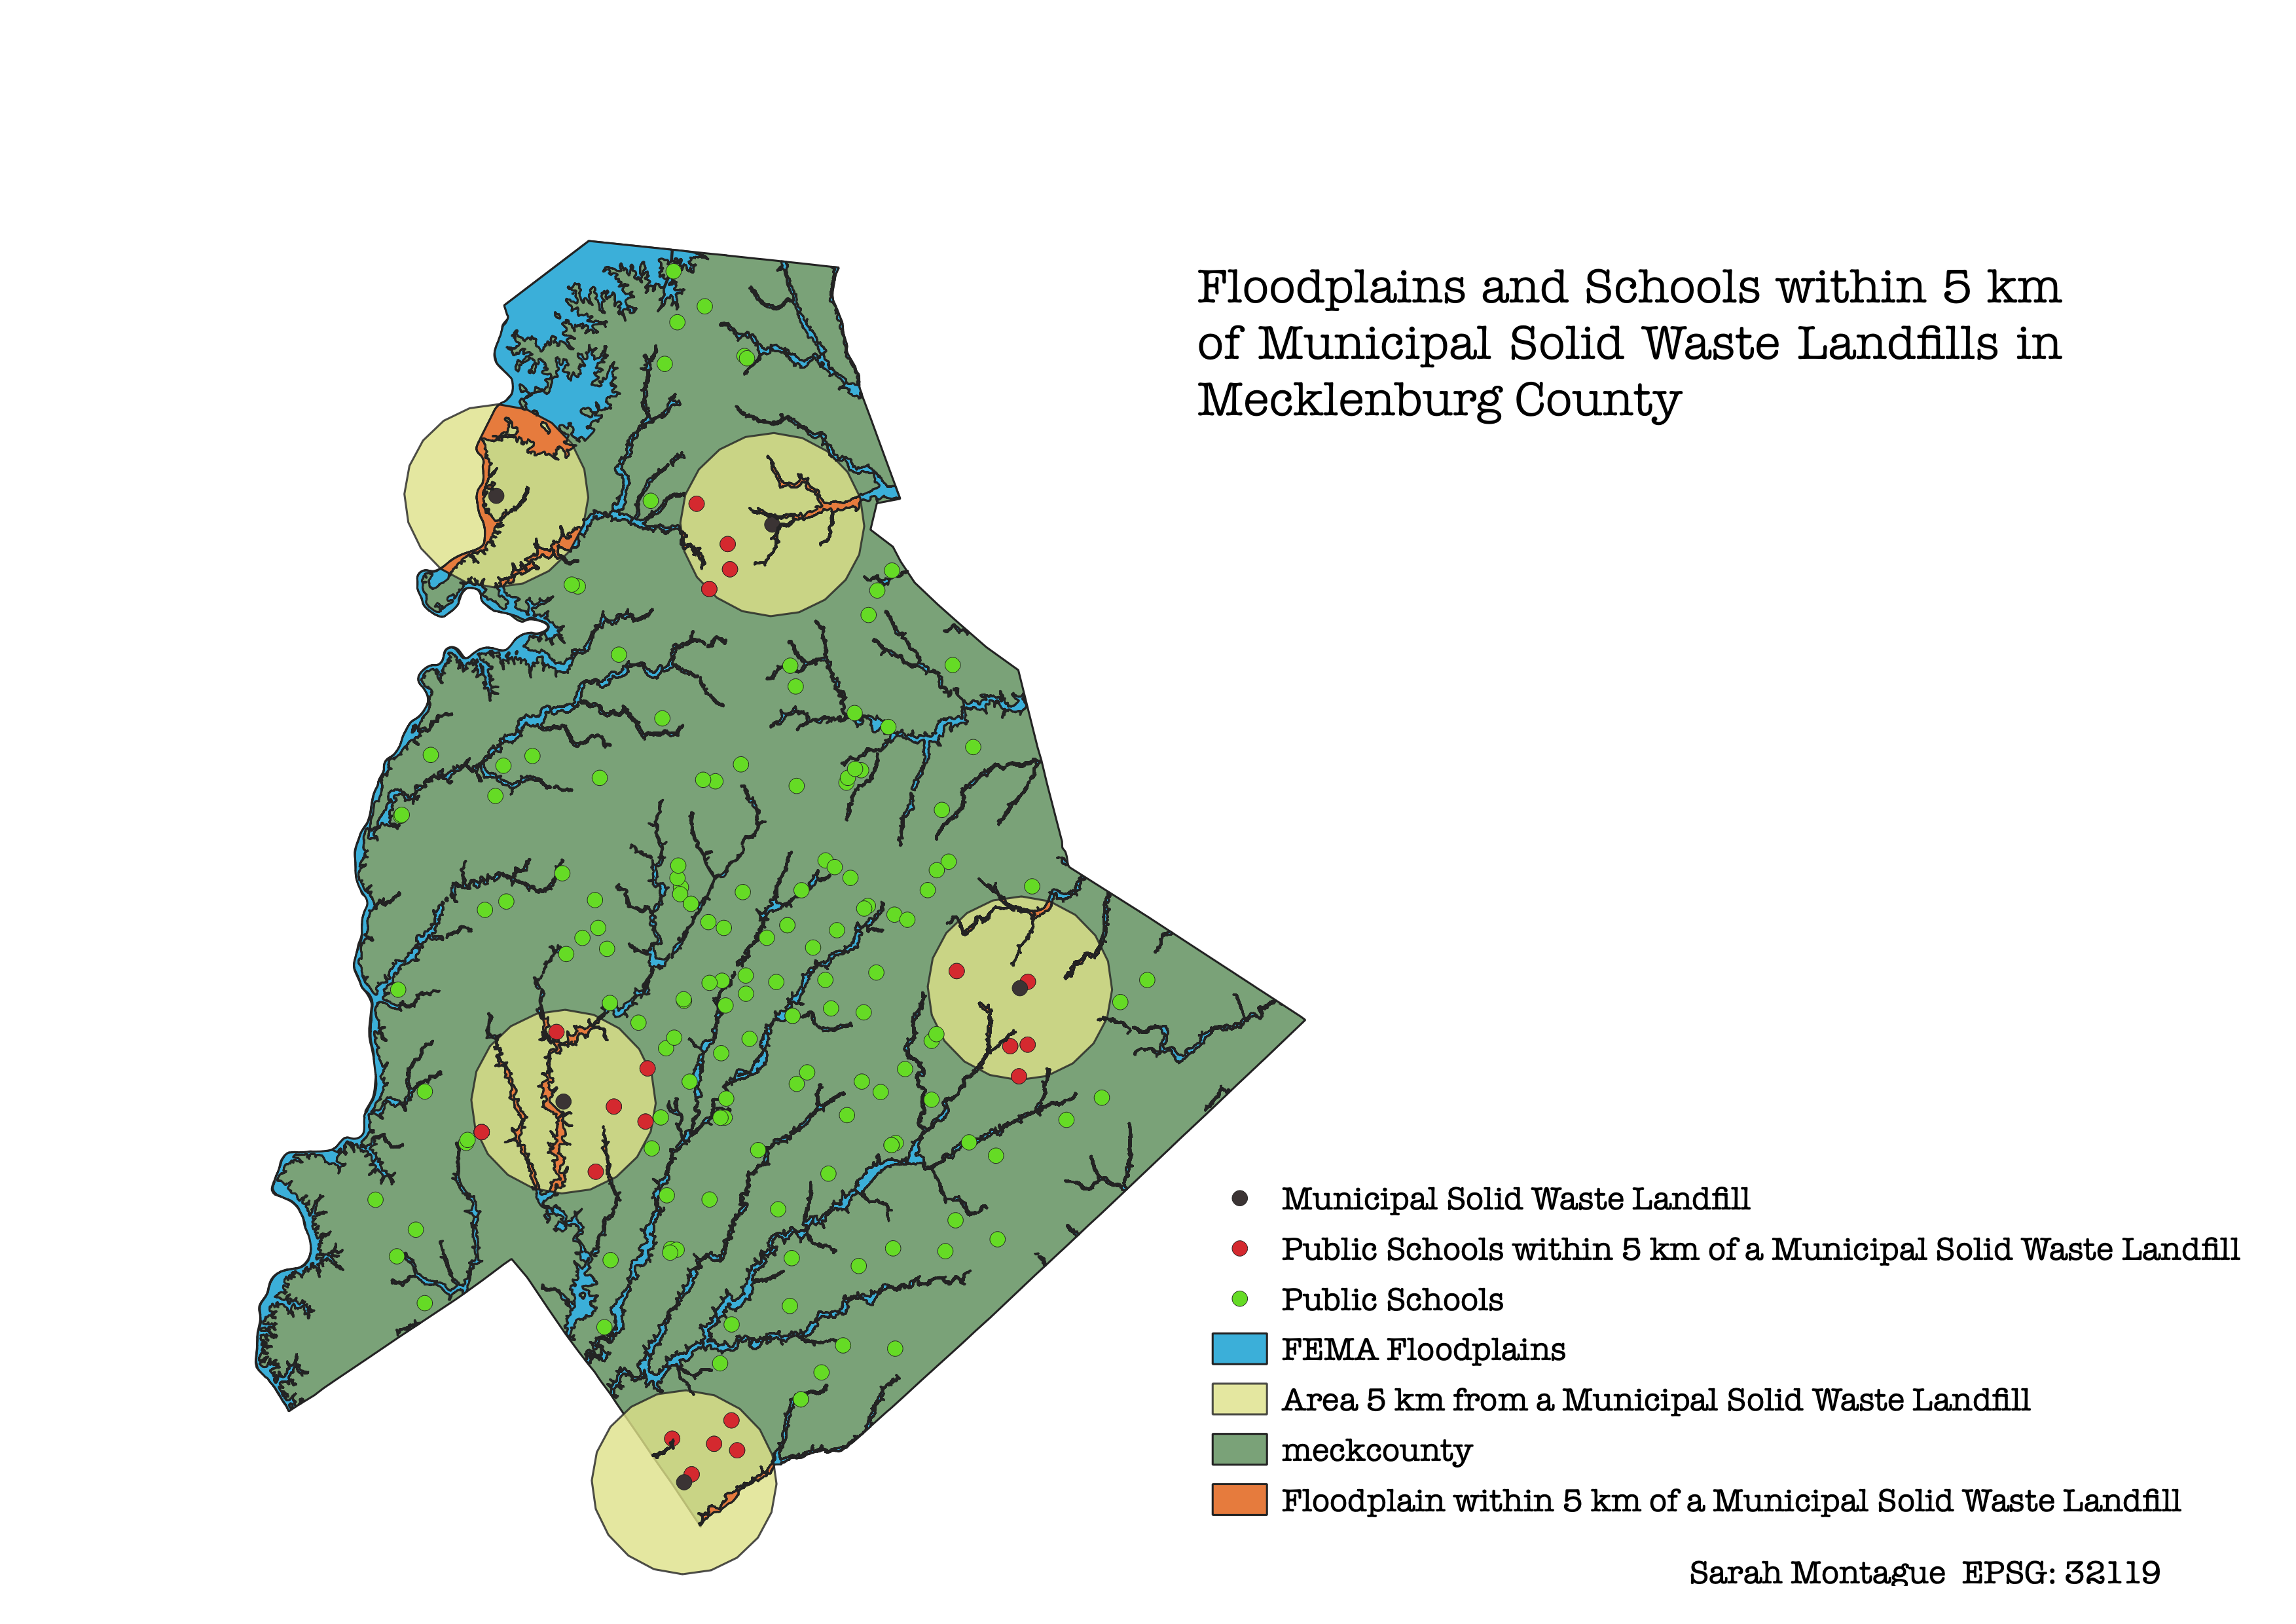 Floodplains and Schools within 5 km
of Municipal Solid Waste Landfills in
Mecklenburg County
Municipal Solid Waste Landfill
Public Schools within 5 km of a Municipal Solid Waste Landfill
Public Schools
FEMA Floodplains
Area 5 km from a Municipal Solid Waste Landfill
meckcounty
Floodplain within 5 km of a Municipal Solid Waste Landfill
Sarah Montague EPSG: 32119